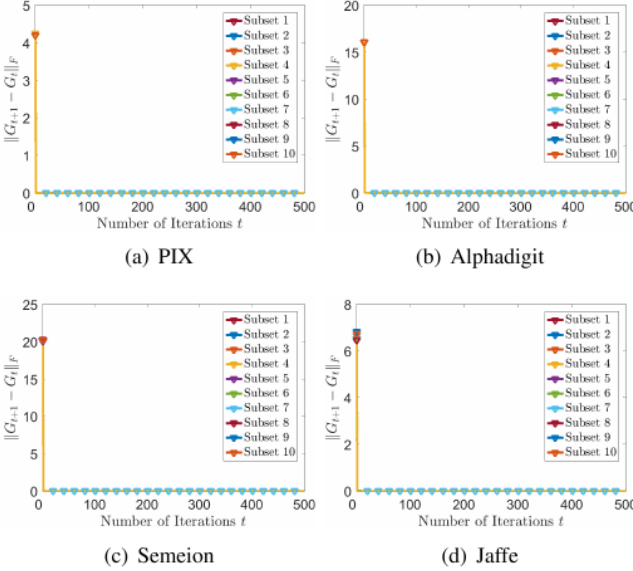 5
4
3
2
1
0
0 100 200 300 400 500
‖G_{t+1} − G_t‖_F
Number of Iterations t
Subset 1
Subset 2
Subset 3
Subset 4
Subset 5
Subset 6
Subset 7
Subset 8
Subset 9
Subset 10
(a) PIX
20
15
10
5
0
0 100 200 300 400 500
‖G_{t+1} − G_t‖_F
Number of Iterations t
Subset 1
Subset 2
Subset 3
Subset 4
Subset 5
Subset 6
Subset 7
Subset 8
Subset 9
Subset 10
(b) Alphadigit
25
20
15
10
5
0
0 100 200 300 400 500
‖G_{t+1} − G_t‖_F
Number of Iterations t
Subset 1
Subset 2
Subset 3
Subset 4
Subset 5
Subset 6
Subset 7
Subset 8
Subset 9
Subset 10
(c) Semeion
8
6
4
2
0
0 100 200 300 400 500
‖G_{t+1} − G_t‖_F
Number of Iterations t
Subset 1
Subset 2
Subset 3
Subset 4
Subset 5
Subset 6
Subset 7
Subset 8
Subset 9
Subset 10
(d) Jaffe